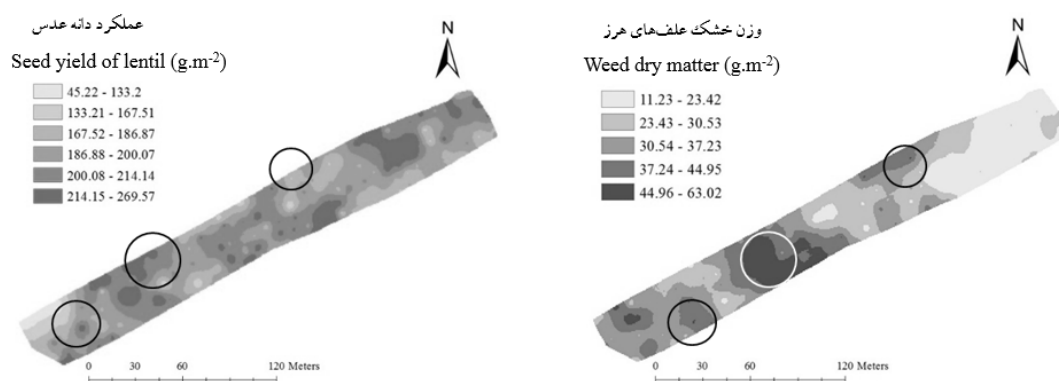 عملکرد دانه عدس
Seed yield of lentil (g.m-2)
45.22 - 133.2
133.21 - 167.51
167.52 - 186.87
186.88 - 200.07
200.08 - 214.14
214.15 - 269.57
N
0 30 60 120 Meters
وزن خشک علف‌های هرز
Weed dry matter (g.m-2)
11.23 - 23.42
23.43 - 30.53
30.54 - 37.23
37.24 - 44.95
44.96 - 63.02
N
0 30 60 120 Meters